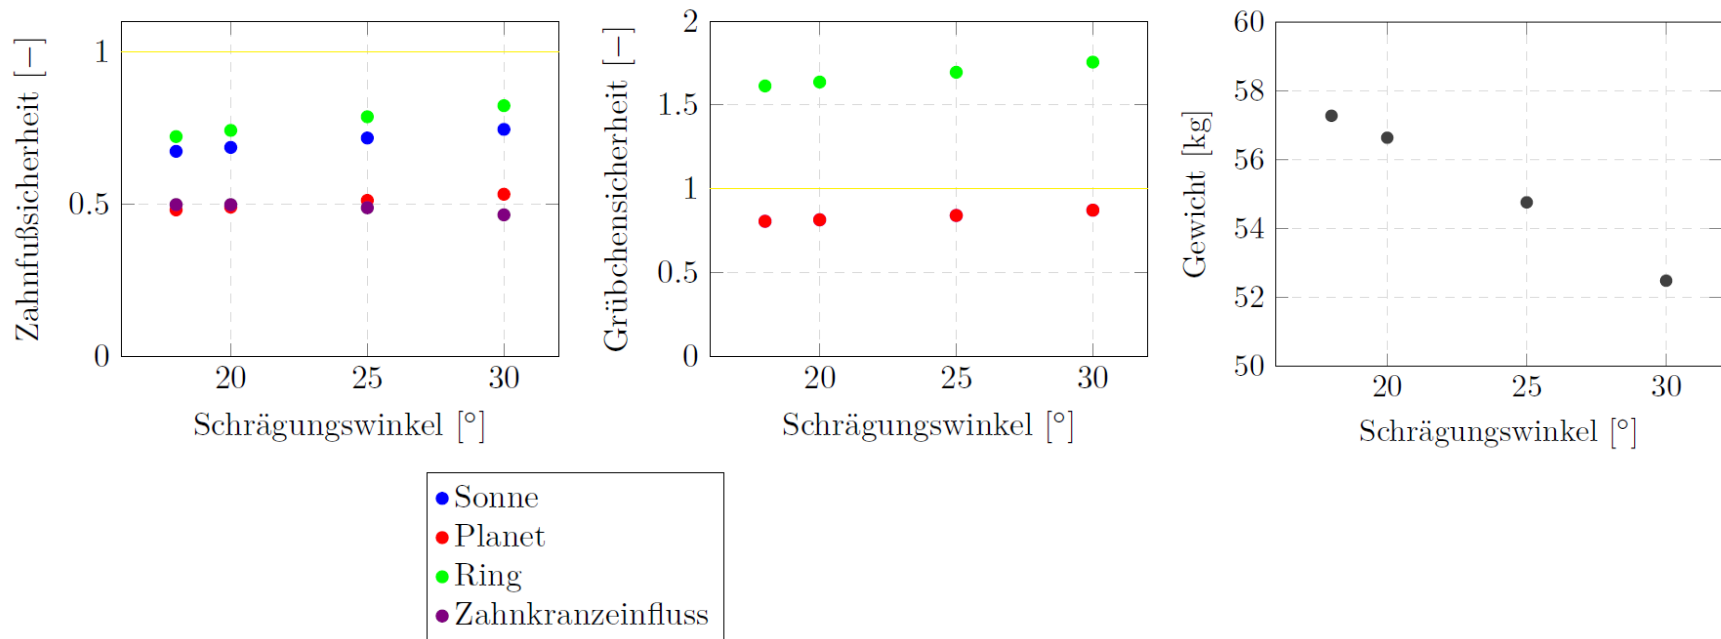 Zahnfußsicherheit [−]
1
0.5
0
20 25 30
Schrägungswinkel [°]
Grübchensicherheit [−]
2
1.5
1
0.5
0
20 25 30
Schrägungswinkel [°]
Gewicht [kg]
60
58
56
54
52
50
20 25 30
Schrägungswinkel [°]
Sonne
Planet
Ring
Zahnkranzeinfluss